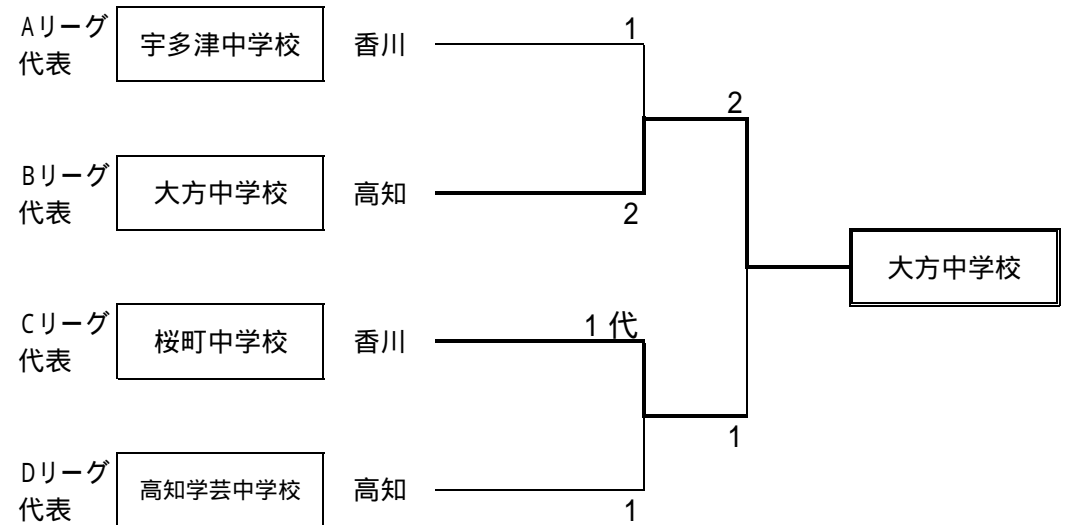 Aリーグ
代表
宇多津中学校
香川
1
2
Bリーグ
代表
大方中学校
高知
2
大方中学校
Cリーグ
代表
桜町中学校
香川
1 代
1
Dリーグ
代表
高知学芸中学校
高知
1